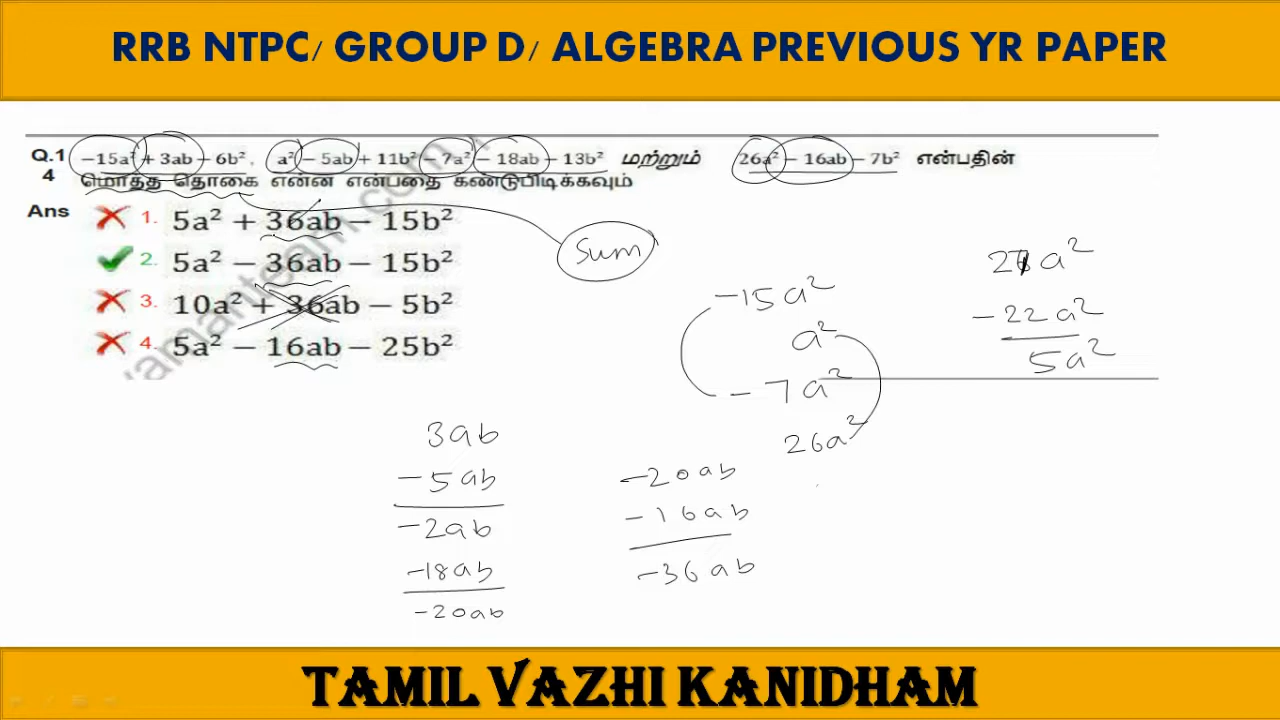 RRB NTPC/ GROUP D/ ALGEBRA PREVIOUS YR PAPER
Q.14 −15a² + 3ab − 6b², a² − 5ab + 11b² − 7a² − 18ab − 13b² மற்றும் 26a² − 16ab − 7b² என்பதின்
மொத்த தொகை என்ன என்பதை கண்டுபிடிக்கவும்
Ans
1. 5a² + 36ab − 15b²
2. 5a² − 36ab − 15b²
3. 10a² + 36ab − 5b²
4. 5a² − 16ab − 25b²
Sum
−15a²
a²
−7a²
26a²
27a²
−22a²
5a²
3ab
−5ab
−2ab
−18ab
−20ab
−20ab
−16ab
−36ab
TAMIL VAZHI KANIDHAM